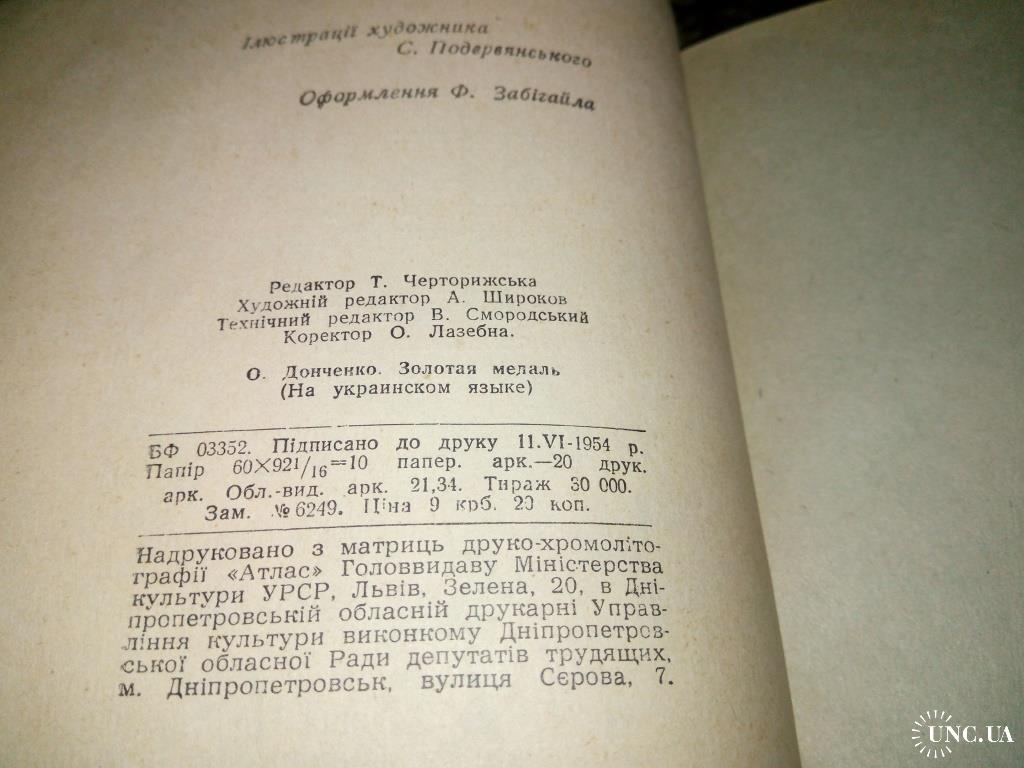 Ілюстрації художника
С. Подервянського
Оформлення Ф. Забігайла
Редактор Т. Черторижська
Художній редактор А. Широков
Технічний редактор В. Смородський
Коректор О. Лазебна.
О. Донченко. Золотая медаль
(На украинском языке)
БФ 03352. Підписано до друку 11.VI-1954 р.
Папір 60×92¹/₁₆=10 папер. арк.—20 друк.
арк. Обл.-вид. арк. 21,34. Тираж 30 000.
Зам. № 6249. Ціна 9 крб. 20 коп.
Надруковано з матриць друко-хромоліто-
графії «Атлас» Головвидаву Міністерства
культури УРСР, Львів, Зелена, 20, в Дні-
пропетровській обласній друкарні Управ-
ління культури виконкому Дніпропетров-
ської обласної Ради депутатів трудящих,
м. Дніпропетровськ, вулиця Сєрова, 7.
UNC.UA